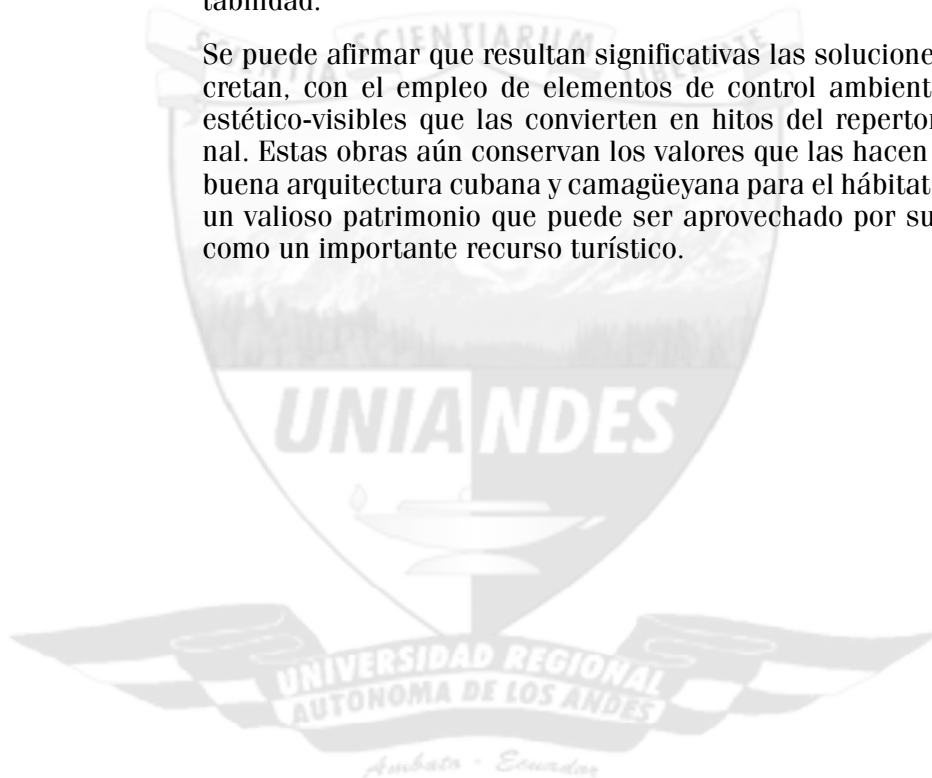 tabilidad.
Se puede afirmar que resultan significativas las solucione
cretan, con el empleo de elementos de control ambient
estético-visibles que las convierten en hitos del repertor
nal. Estas obras aún conservan los valores que las hacen
buena arquitectura cubana y camagüeyana para el hábitat
un valioso patrimonio que puede ser aprovechado por su
como un importante recurso turístico.
UNIANDES
UNIVERSIDAD REGIONAL
AUTONOMA DE LOS ANDES
Ambato - Ecuador